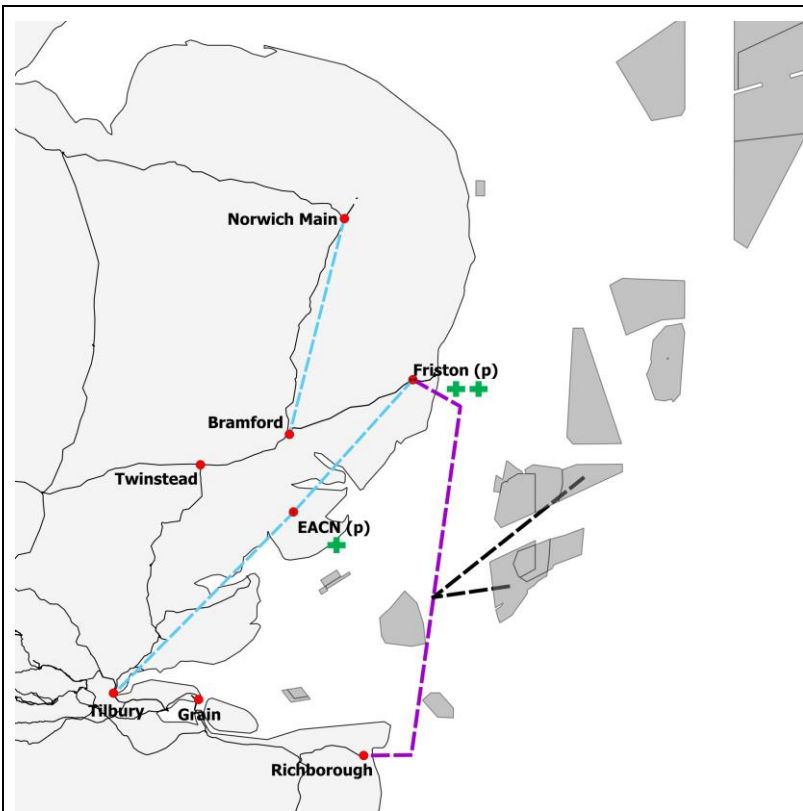 Norwich Main
Friston (p)
Bramford
Twinstead
EACN (p)
Tilbury
Grain
Richborough